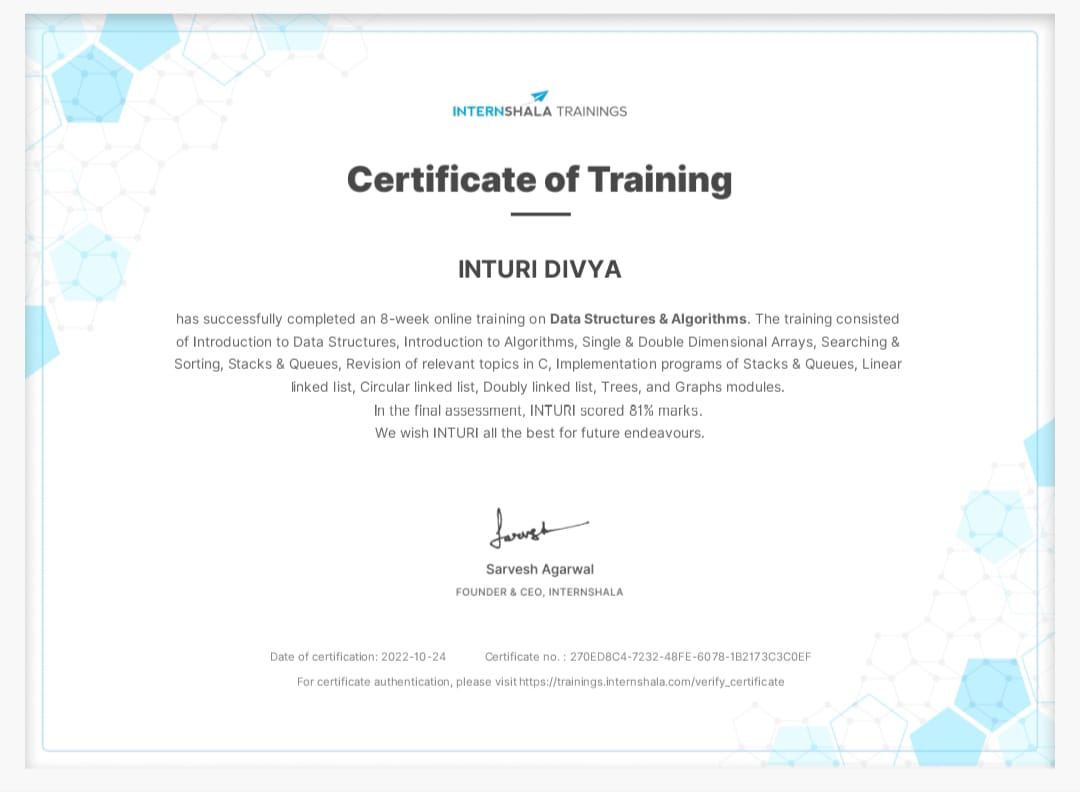 INTERNSHALA TRAININGS
Certificate of Training
INTURI DIVYA
has successfully completed an 8-week online training on Data Structures & Algorithms. The training consisted
of Introduction to Data Structures, Introduction to Algorithms, Single & Double Dimensional Arrays, Searching &
Sorting, Stacks & Queues, Revision of relevant topics in C, Implementation programs of Stacks & Queues, Linear
linked list, Circular linked list, Doubly linked list, Trees, and Graphs modules.
In the final assessment, INTURI scored 81% marks.
We wish INTURI all the best for future endeavours.
Sarvesh
Sarvesh Agarwal
FOUNDER & CEO, INTERNSHALA
Date of certification: 2022-10-24 Certificate no. : 270ED8C4-7232-48FE-6078-1B2173C3C0EF
For certificate authentication, please visit https://trainings.internshala.com/verify_certificate